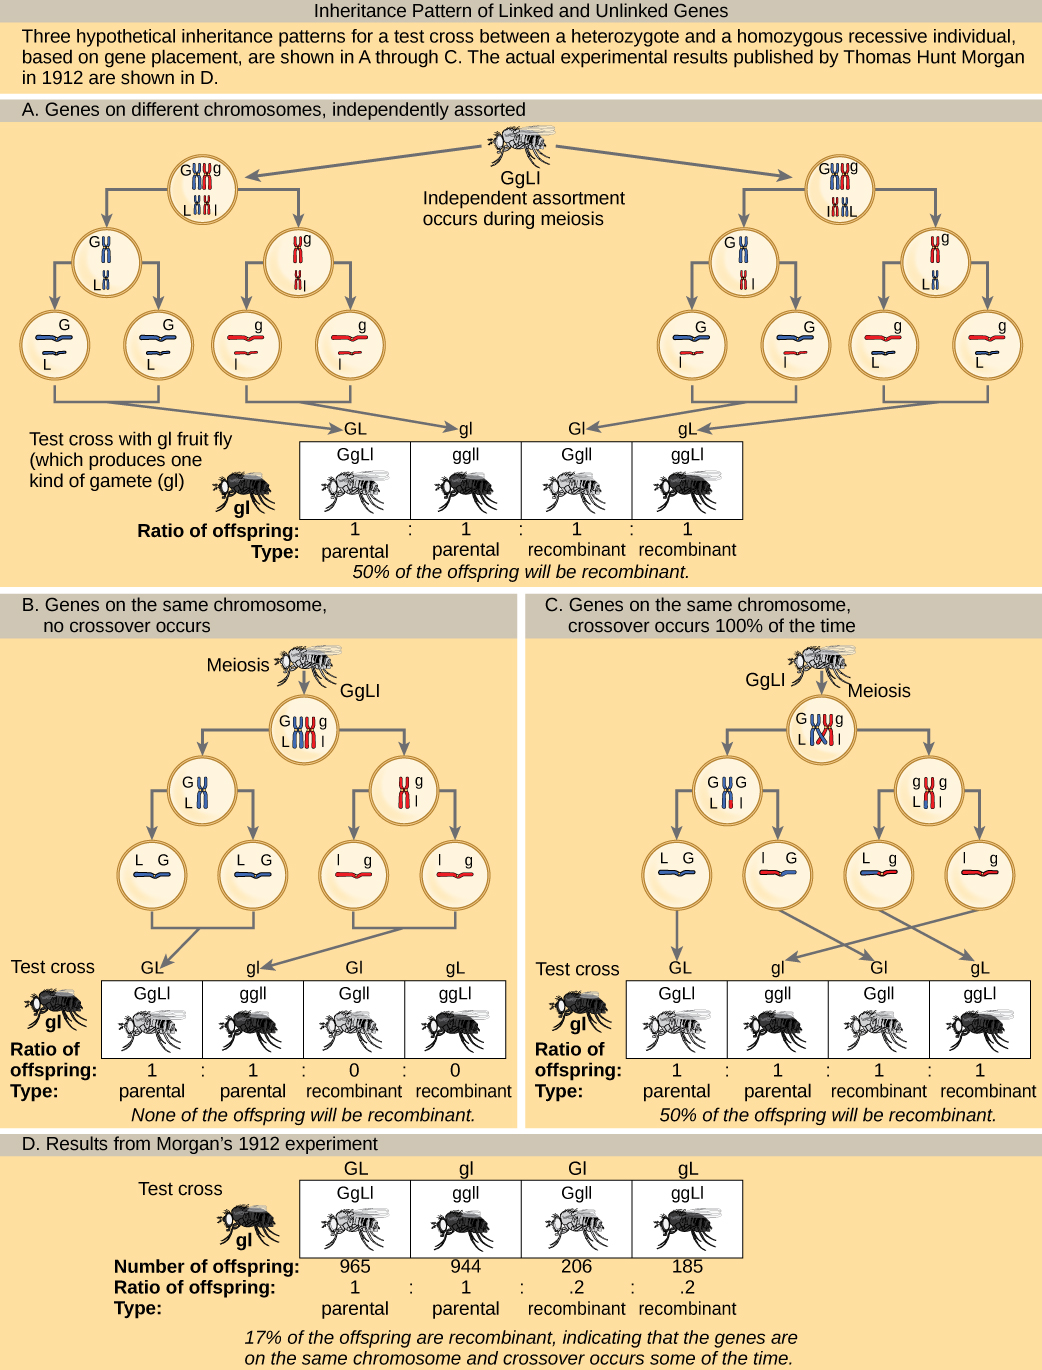 Inheritance Pattern of Linked and Unlinked Genes
Three hypothetical inheritance patterns for a test cross between a heterozygote and a homozygous recessive individual,
based on gene placement, are shown in A through C. The actual experimental results published by Thomas Hunt Morgan
in 1912 are shown in D.
A. Genes on different chromosomes, independently assorted
GgLl
Independent assortment
occurs during meiosis
G g
L l
G g
l L
G
L
g
l
G
l
g
L
G G g g G G g g
L L l l l l L L
Test cross with gl fruit fly
(which produces one
kind of gamete (gl)
gl
GL gl Gl gL
GgLl ggll Ggll ggLl
Ratio of offspring: 1 : 1 : 1 : 1
Type: parental parental recombinant recombinant
50% of the offspring will be recombinant.
B. Genes on the same chromosome,
no crossover occurs
Meiosis
GgLl
G g
L l
G g
L l
L G L G l g l g
Test cross GL gl Gl gL
GgLl ggll Ggll ggLl
gl
Ratio of
offspring: 1 : 1 : 0 : 0
Type: parental parental recombinant recombinant
None of the offspring will be recombinant.
C. Genes on the same chromosome,
crossover occurs 100% of the time
GgLl
Meiosis
G g
L l
G G g g
L l L l
L G l G L g l g
Test cross GL gl Gl gL
GgLl ggll Ggll ggLl
gl
Ratio of
offspring: 1 : 1 : 1 : 1
Type: parental parental recombinant recombinant
50% of the offspring will be recombinant.
D. Results from Morgan’s 1912 experiment
GL gl Gl gL
Test cross
GgLl ggll Ggll ggLl
gl
Number of offspring: 965 944 206 185
Ratio of offspring: 1 : 1 : .2 : .2
Type: parental parental recombinant recombinant
17% of the offspring are recombinant, indicating that the genes are
on the same chromosome and crossover occurs some of the time.